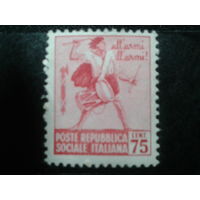 all'armi
all'armi!
POSTE REPUBBLICA
SOCIALE ITALIANA
CENT
75